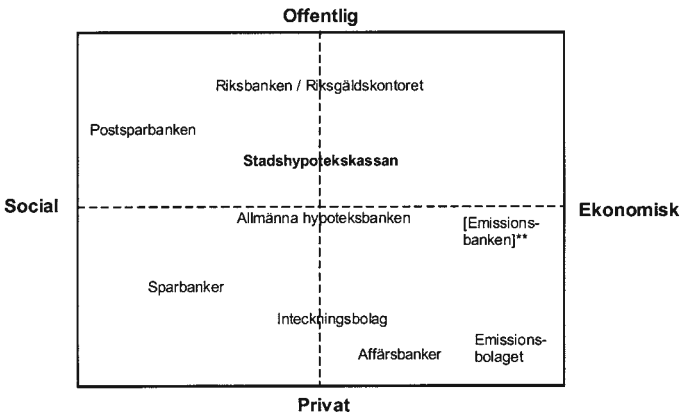 Offentlig
Riksbanken / Riksgäldskontoret
Postsparbanken
Stadshypotekskassan
Social
Ekonomisk
Allmänna hypoteksbanken
[Emissions-
banken]**
Sparbanker
Inteckningsbolag
Emissions-
bolaget
Affärsbanker
Privat